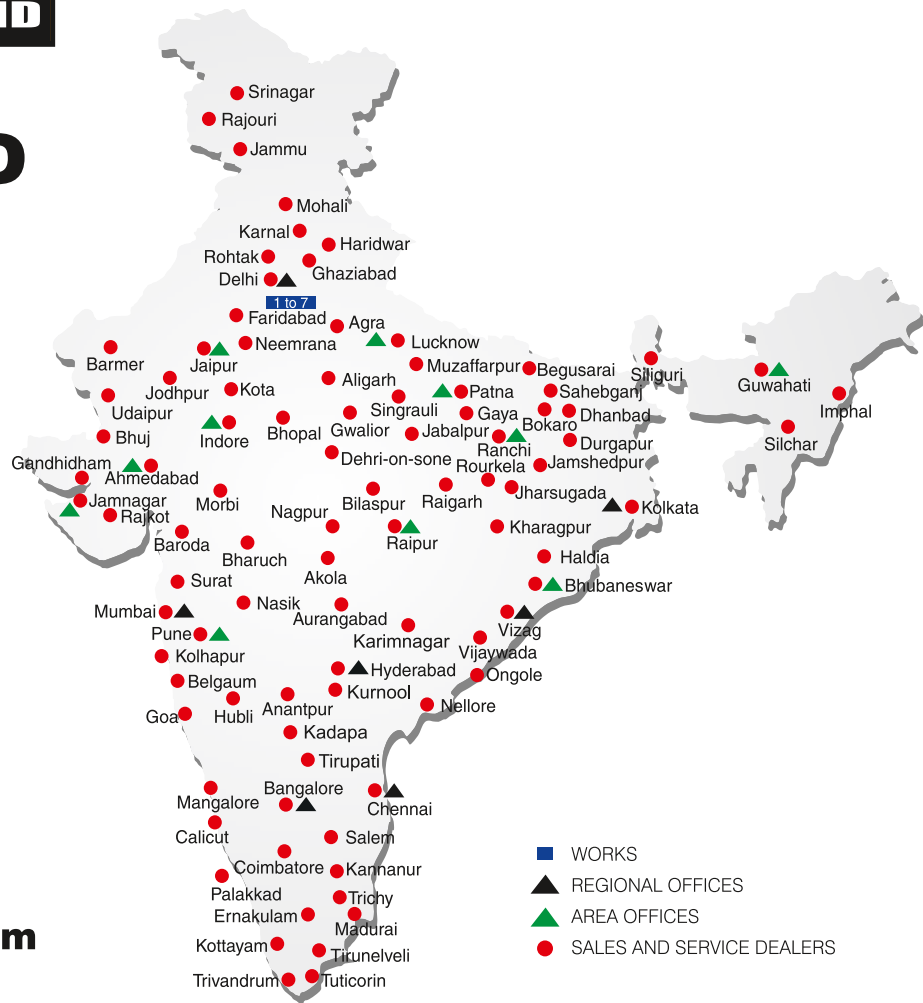 ID
Srinagar
Rajouri
Jammu
Mohali
Karnal
Haridwar
Rohtak
Ghaziabad
Delhi
1 to 7
Faridabad
Agra
Neemrana
Lucknow
Barmer
Jaipur
Muzaffarpur
Begusarai
Siliguri
Guwahati
Jodhpur
Kota
Aligarh
Patna
Sahebganj
Imphal
Udaipur
Singrauli
Gaya
Bokaro
Dhanbad
Silchar
Bhuj
Indore
Bhopal
Gwalior
Jabalpur
Ranchi
Durgapur
Gandhidham
Ahmedabad
Dehri-on-sone
Rourkela
Jamshedpur
Jamnagar
Rajkot
Morbi
Bilaspur
Raigarh
Jharsugada
Kolkata
Baroda
Nagpur
Raipur
Kharagpur
Bharuch
Akola
Haldia
Surat
Bhubaneswar
Mumbai
Nasik
Aurangabad
Vizag
Pune
Karimnagar
Vijaywada
Kolhapur
Hyderabad
Ongole
Belgaum
Kurnool
Goa
Hubli
Anantpur
Nellore
Kadapa
Tirupati
Mangalore
Bangalore
Chennai
Calicut
Salem
Coimbatore
Kannanur
Palakkad
Trichy
Ernakulam
Madurai
Kottayam
Tirunelveli
Trivandrum
Tuticorin
WORKS
REGIONAL OFFICES
AREA OFFICES
SALES AND SERVICE DEALERS
m